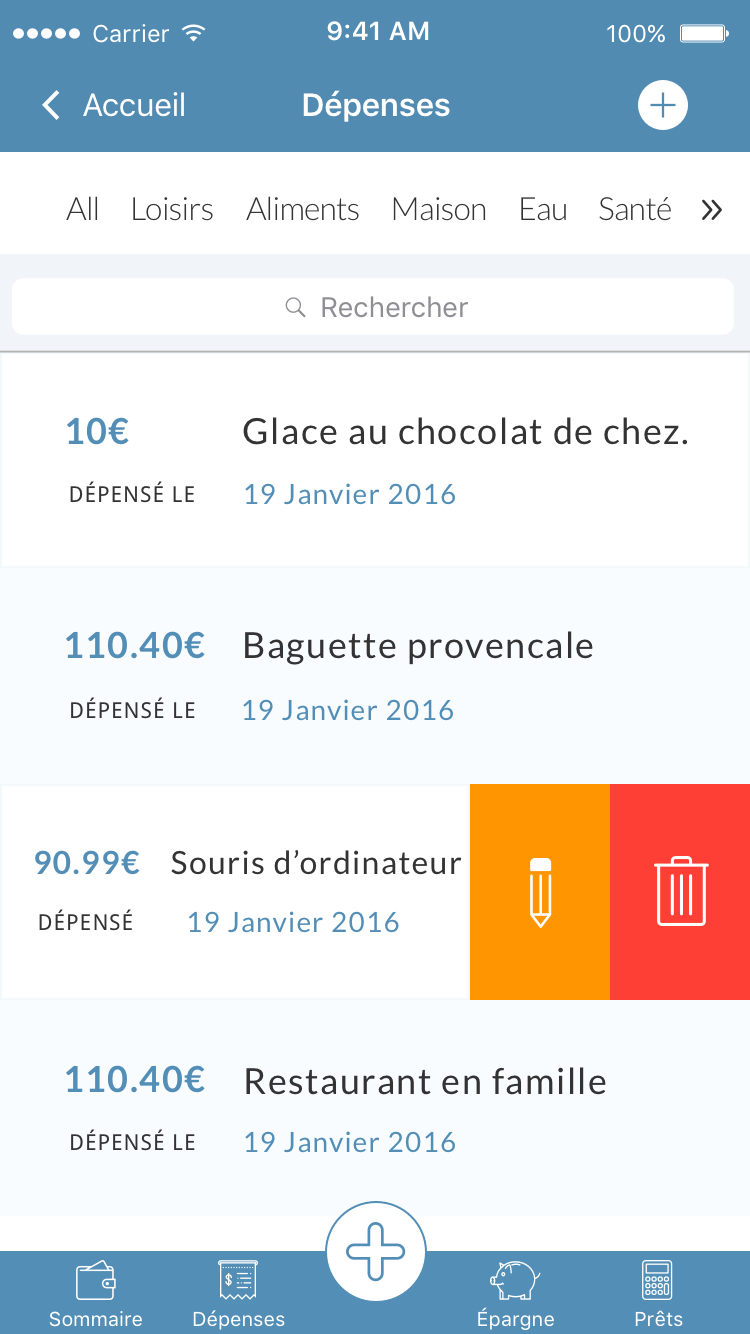 Carrier 9:41 AM 100%
Accueil Dépenses
All Loisirs Aliments Maison Eau Santé »
Rechercher
10€ Glace au chocolat de chez.
DÉPENSÉ LE 19 Janvier 2016
110.40€ Baguette provencale
DÉPENSÉ LE 19 Janvier 2016
90.99€ Souris d’ordinateur
DÉPENSÉ 19 Janvier 2016
110.40€ Restaurant en famille
DÉPENSÉ LE 19 Janvier 2016
Sommaire Dépenses Épargne Prêts